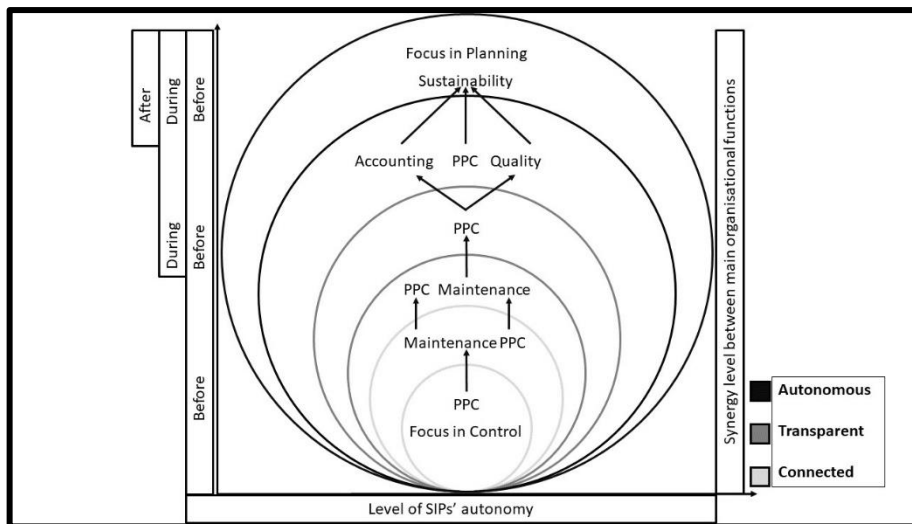 Focus in Planning
Sustainability
Accounting PPC Quality
PPC
PPC Maintenance
Maintenance PPC
PPC
Focus in Control
After
During
Before
During
Before
Before
Synergy level between main organisational functions
Autonomous
Transparent
Connected
Level of SIPs' autonomy